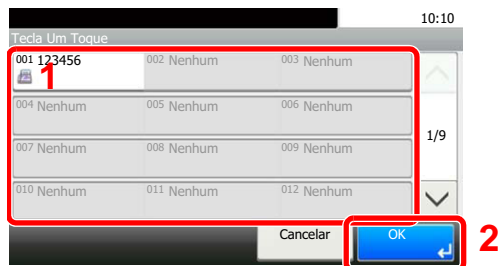 10:10
Tecla Um Toque
001 123456 002 Nenhum 003 Nenhum
1
004 Nenhum 005 Nenhum 006 Nenhum
1/9
007 Nenhum 008 Nenhum 009 Nenhum
010 Nenhum 011 Nenhum 012 Nenhum
Cancelar OK 2